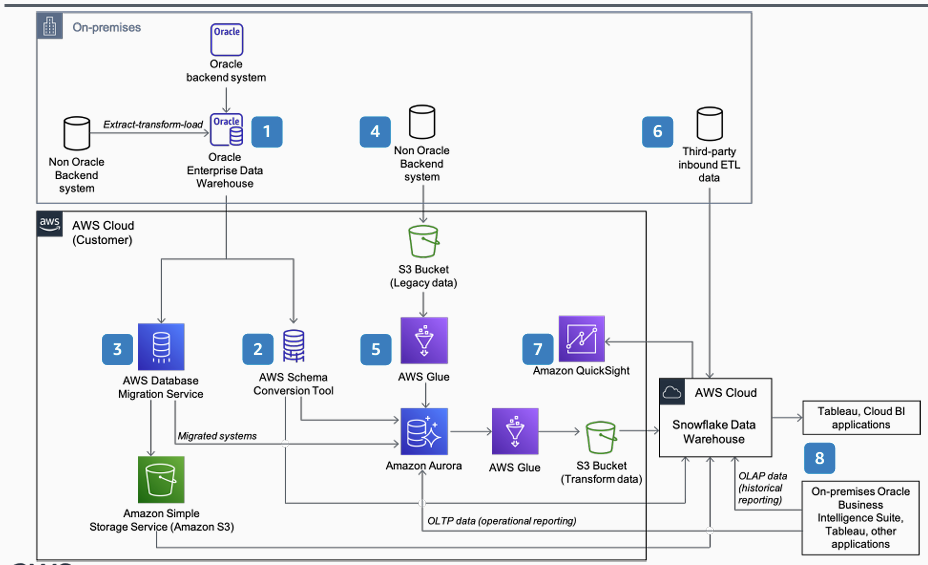 On-premises
Oracle
Oracle
backend system
Extract-transform-load
Non Oracle
Backend
system
Oracle
1
Oracle
Enterprise Data
Warehouse
4
Non Oracle
Backend
system
6
Third-party
inbound ETL
data
aws
AWS Cloud
(Customer)
S3 Bucket
(Legacy data)
3
AWS Database
Migration Service
2
AWS Schema
Conversion Tool
5
AWS Glue
7
Amazon QuickSight
AWS Cloud
Snowflake Data
Warehouse
Tableau, Cloud BI
applications
Migrated systems
Amazon Aurora
AWS Glue
S3 Bucket
(Transform data)
8
Amazon Simple
Storage Service (Amazon S3)
OLTP data (operational reporting)
OLAP data
(historical
reporting)
On-premises Oracle
Business
Intelligence Suite,
Tableau, other
applications